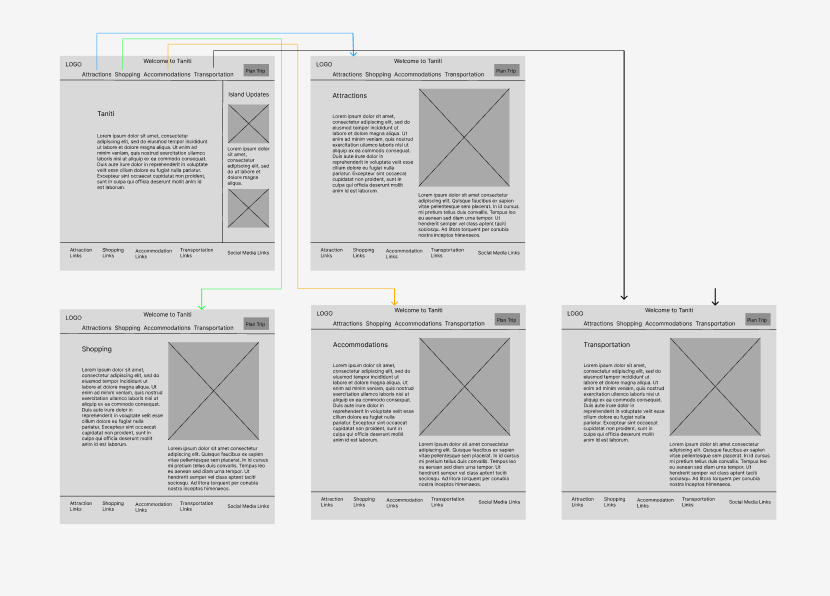 Welcome to Taniti
LOGO
Attractions Shopping Accommodations Transportation
Plan Trip
Taniti
Lorem ipsum dolor sit amet, consectetur
adipiscing elit, sed do eiusmod tempor
incididunt ut labore et dolore magna aliqua. Ut
enim ad minim veniam, quis nostrud
exercitation ullamco laboris nisi ut aliquip ex ea commodo consequat.
Duis aute irure dolor in reprehenderit in voluptate
velit esse cillum dolore eu fugiat nulla
pariatur. Excepteur sint occaecat
cupidatat non proident, sunt in
culpa qui officia deserunt mollit anim id
est laborum.
Island Updates
Lorem ipsum dolor sit
amet, consectetur
adipiscing elit, sed do
ut labore et
dolore magna
aliqua.
Attraction Links
Shopping Links
Accommodation Links
Transportation Links
Social Media Links
Welcome to Taniti
LOGO
Attractions Shopping Accommodations Transportation
Plan Trip
Attractions
Lorem ipsum dolor sit amet,
consectetur adipiscing elit, sed do
eiusmod tempor incididunt ut
labore et dolore magna aliqua. Ut
enim ad minim veniam, quis nostrud
exercitation ullamco laboris nisi ut
aliquip ex ea commodo consequat.
Duis aute irure dolor in
reprehenderit in voluptate velit esse
cillum dolore eu fugiat nulla
pariatur. Excepteur sint occaecat
cupidatat non proident, sunt in
culpa qui officia deserunt mollit
anim id est laborum.
Lorem ipsum dolor sit amet consectetur adipiscing
elit. Quisque faucibus ex sapien
vitae pellentesque sem placerat. In id cursus
mi pretium tellus duis convallis. Tempus leo
eu aenean sed diam urna tempor.
vel class aptent taciti
sociosqu. Ad litora torquent per conubia
nostra inceptos himenaeos.
Attraction Links
Shopping Links
Accommodation Links
Transportation Links
Social Media Links
Welcome to Taniti
LOGO
Attractions Shopping Accommodations Transportation
Plan Trip
Shopping
Lorem ipsum dolor sit amet,
consectetur adipiscing elit, sed do
eiusmod tempor incididunt ut
labore et dolore magna aliqua. Ut
enim ad minim veniam, quis nostrud
exercitation ullamco laboris nisi ut
aliquip ex ea commodo consequat.
Duis aute irure dolor in
reprehenderit in voluptate velit esse
cillum dolore eu fugiat nulla
pariatur. Excepteur sint occaecat
cupidatat non proident, sunt in
culpa qui officia deserunt mollit
anim id est laborum.
Lorem ipsum dolor sit amet consectetur adipiscing
elit. Quisque faucibus ex sapien
vitae pellentesque sem placerat. In id cursus
mi pretium tellus duis convallis. Tempus leo
eu aenean sed diam urna tempor.
vel class aptent taciti
sociosqu. Ad litora torquent per conubia
nostra inceptos himenaeos.
Attraction Links
Shopping Links
Accommodation Links
Transportation Links
Social Media Links
Welcome to Taniti
LOGO
Attractions Shopping Accommodations Transportation
Plan Trip
Accommodations
Lorem ipsum dolor sit amet,
consectetur adipiscing elit, sed do
eiusmod tempor incididunt ut
labore et dolore magna aliqua. Ut
enim ad minim veniam, quis nostrud
exercitation ullamco laboris nisi ut
aliquip ex ea commodo consequat.
Duis aute irure dolor in
reprehenderit in voluptate velit esse
cillum dolore eu fugiat nulla
pariatur. Excepteur sint occaecat
cupidatat non proident, sunt in
culpa qui officia deserunt mollit
anim id est laborum.
Lorem ipsum dolor sit amet consectetur adipiscing
elit. Quisque faucibus ex sapien
vitae pellentesque sem placerat. In id cursus
mi pretium tellus duis convallis. Tempus leo
eu aenean sed diam urna tempor.
vel class aptent taciti
sociosqu. Ad litora torquent per conubia
nostra inceptos himenaeos.
Attraction Links
Shopping Links
Accommodation Links
Transportation Links
Social Media Links
Welcome to Taniti
LOGO
Attractions Shopping Accommodations Transportation
Plan Trip
Transportation
Lorem ipsum dolor sit amet,
consectetur adipiscing elit, sed do
eiusmod tempor incididunt ut
labore et dolore magna aliqua. Ut
enim ad minim veniam, quis nostrud
exercitation ullamco laboris nisi ut
aliquip ex ea commodo consequat.
Duis aute irure dolor in
reprehenderit in voluptate velit esse
cillum dolore eu fugiat nulla
pariatur. Excepteur sint occaecat
cupidatat non proident, sunt in
culpa qui officia deserunt mollit
anim id est laborum.
Lorem ipsum dolor sit amet consectetur adipiscing
elit. Quisque faucibus ex sapien
vitae pellentesque sem placerat. In id cursus
mi pretium tellus duis convallis. Tempus leo
eu aenean sed diam urna tempor.
vel class aptent taciti
sociosqu. Ad litora torquent per conubia
nostra inceptos himenaeos.
Attraction Links
Shopping Links
Accommodation Links
Transportation Links
Social Media Links